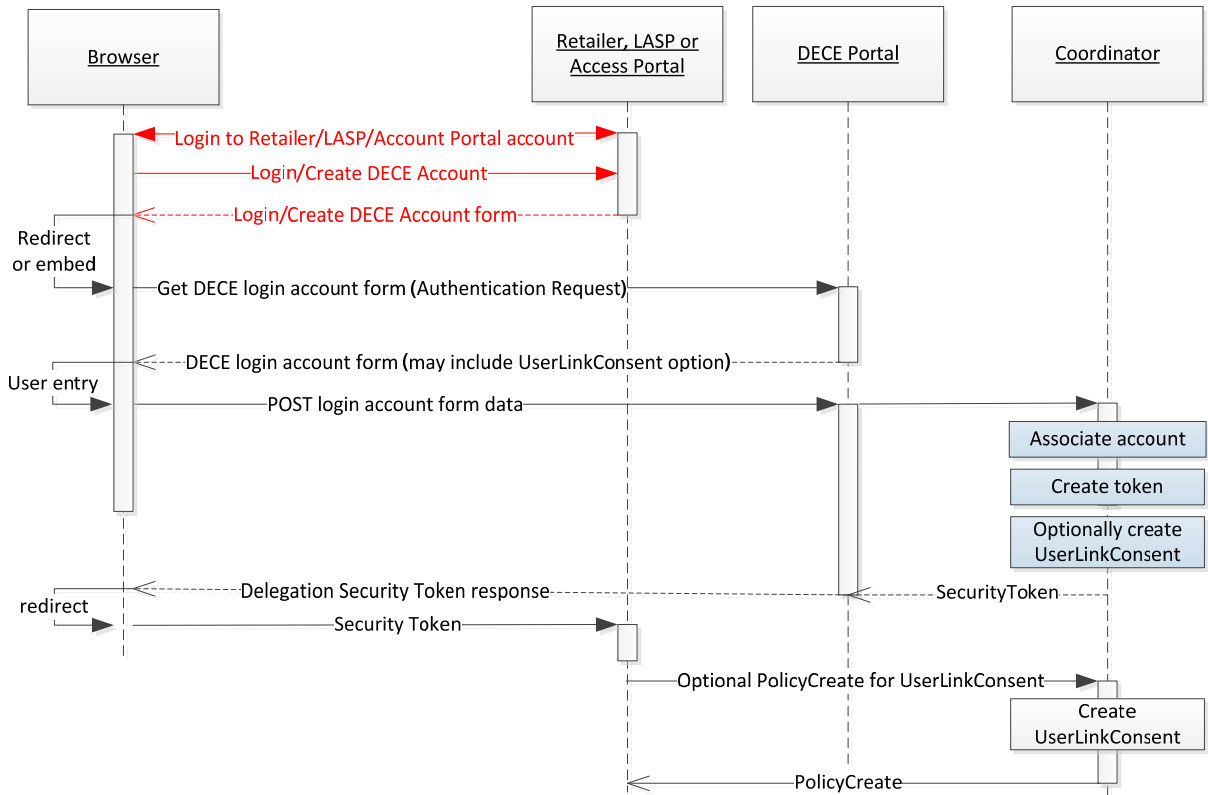 Browser
Retailer, LASP or
Access Portal
DECE Portal
Coordinator
Login to Retailer/LASP/Account Portal account
Login/Create DECE Account
Login/Create DECE Account form
Redirect
or embed
Get DECE login account form (Authentication Request)
DECE login account form (may include UserLinkConsent option)
User entry
POST login account form data
Associate account
Create token
Optionally create
UserLinkConsent
Delegation Security Token response
SecurityToken
redirect
Security Token
Optional PolicyCreate for UserLinkConsent
Create
UserLinkConsent
PolicyCreate